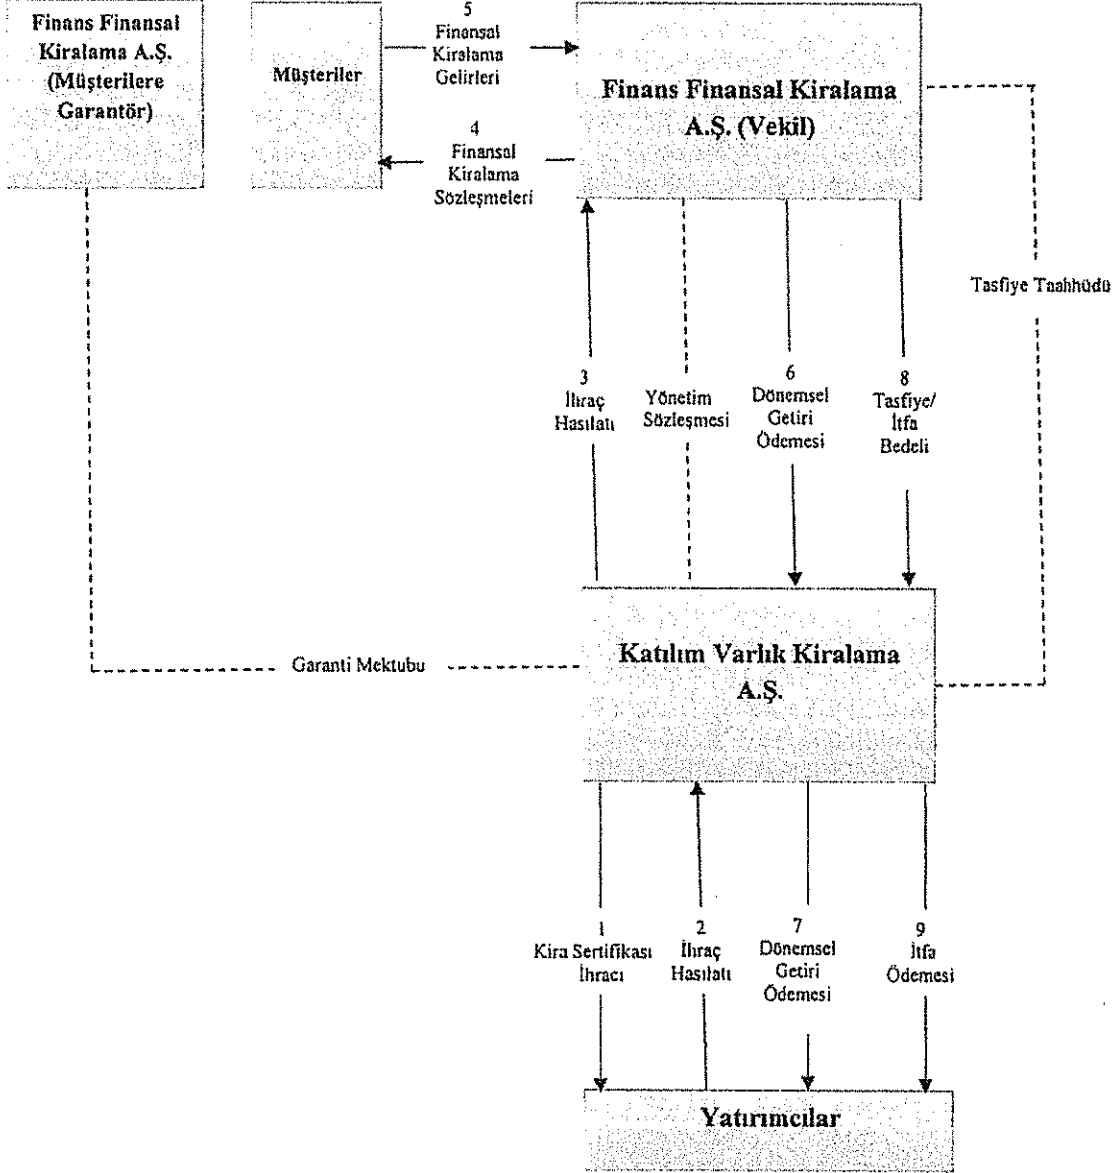 Finans Finansal
Kiralama A.Ş.
(Müşterilere
Garantör)
Müşteriler
5
Finansal
Kiralama
Gelirleri
4
Finansal
Kiralama
Sözleşmeleri
Finans Finansal Kiralama
A.Ş. (Vekil)
Tasfiye Taahhüdü
3
İhraç
Hasılatı
Yönetim
Sözleşmesi
6
Dönemsel
Getiri
Ödemesi
8
Tasfiye/
İtfa
Bedeli
Garanti Mektubu
Katılım Varlık Kiralama
A.Ş.
1
Kira Sertifikası
İhracı
2
İhraç
Hasılatı
7
Dönemsel
Getiri
Ödemesi
9
İtfa
Ödemesi
Yatırımcılar